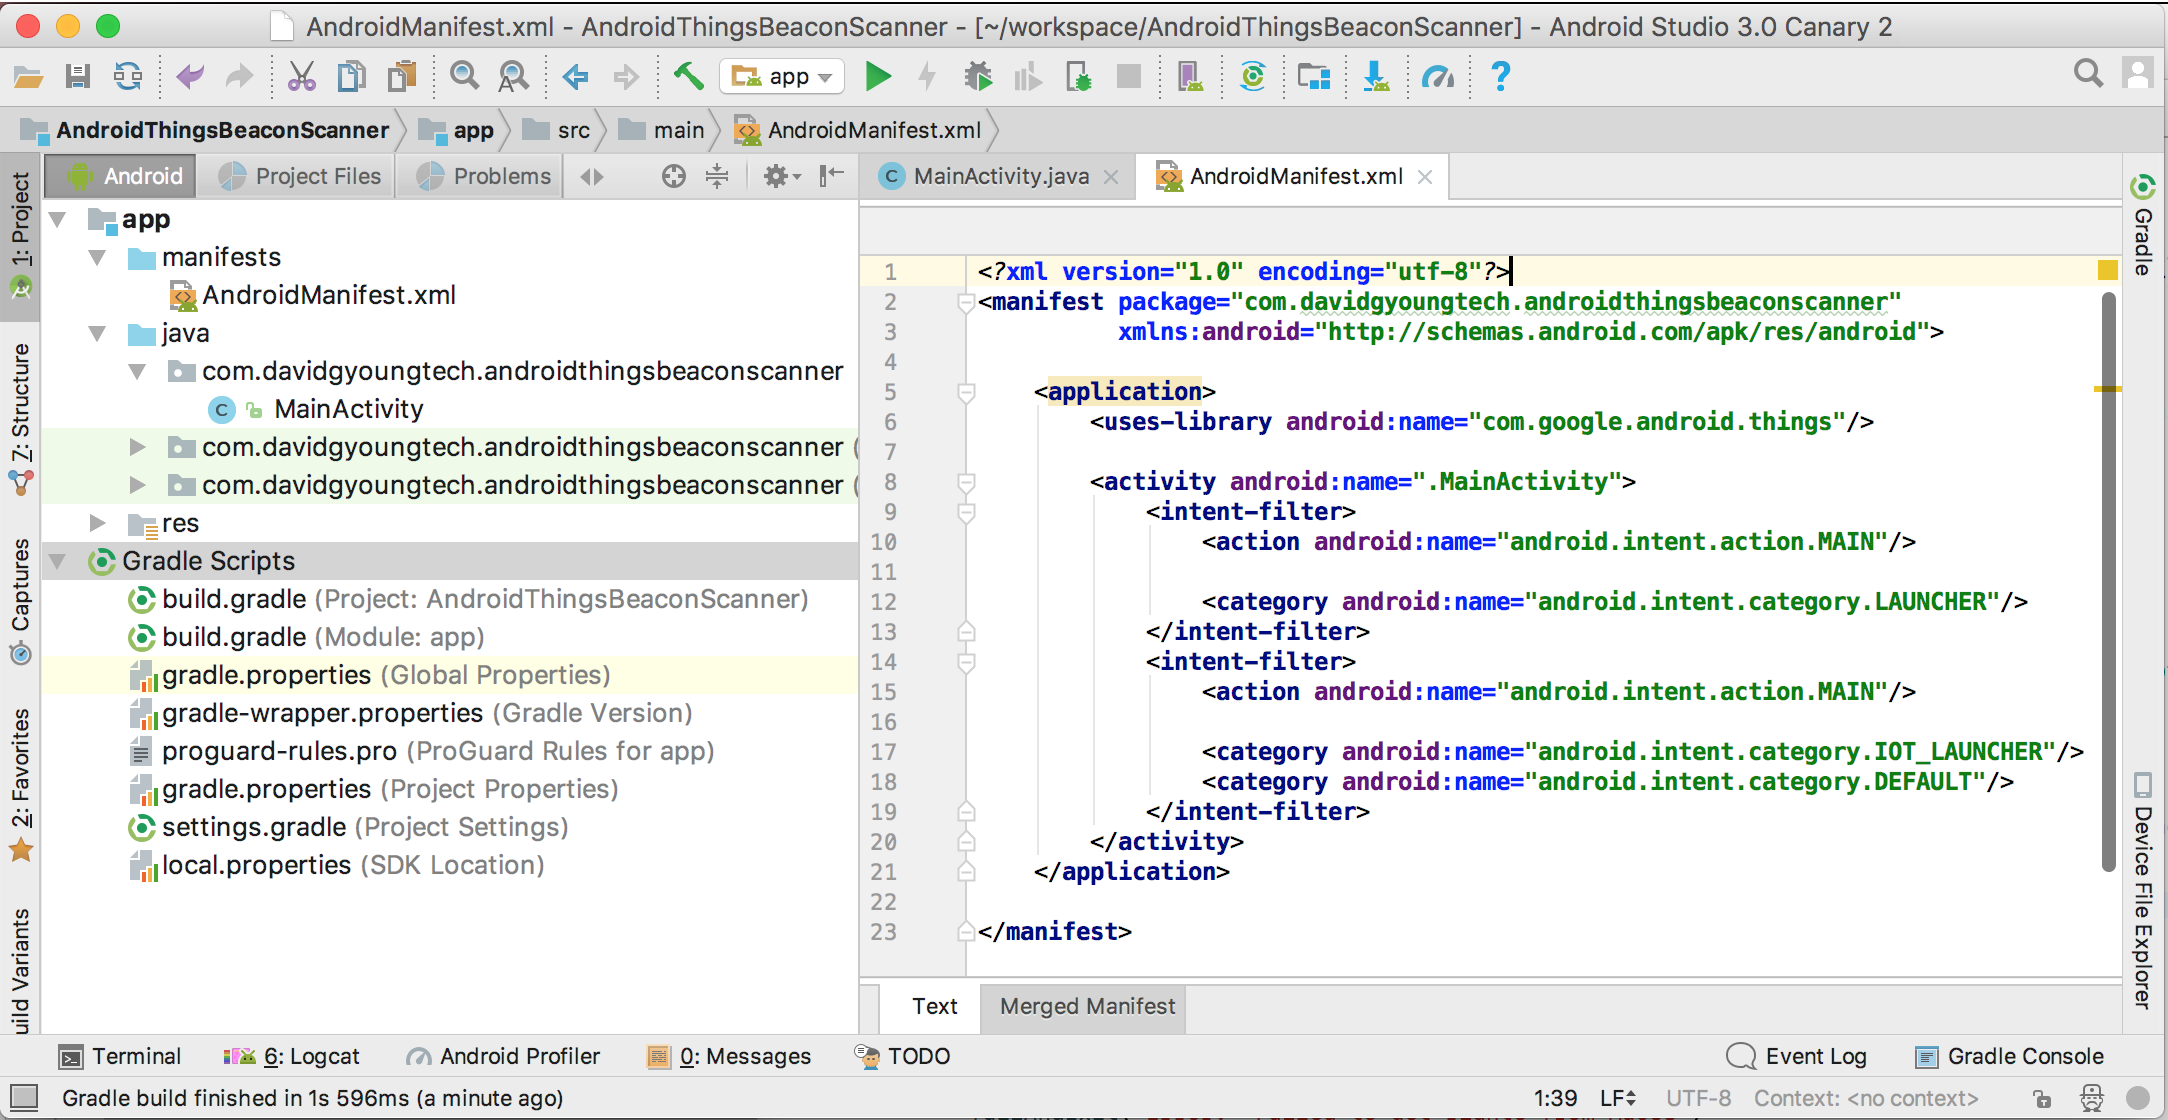 AndroidManifest.xml - AndroidThingsBeaconScanner - [~/workspace/AndroidThingsBeaconScanner] - Android Studio 3.0 Canary 2
app
AndroidThingsBeaconScanner app src main AndroidManifest.xml
Android Project Files Problems
MainActivity.java AndroidManifest.xml
1: Project
7: Structure
Captures
2: Favorites
uild Variants
app
manifests
AndroidManifest.xml
java
com.davidgyoungtech.androidthingsbeaconscanner
C MainActivity
com.davidgyoungtech.androidthingsbeaconscanner (
com.davidgyoungtech.androidthingsbeaconscanner (
res
Gradle Scripts
build.gradle (Project: AndroidThingsBeaconScanner)
build.gradle (Module: app)
gradle.properties (Global Properties)
gradle-wrapper.properties (Gradle Version)
proguard-rules.pro (ProGuard Rules for app)
gradle.properties (Project Properties)
settings.gradle (Project Settings)
local.properties (SDK Location)
1 <?xml version="1.0" encoding="utf-8"?>
2 <manifest package="com.davidgyoungtech.androidthingsbeaconscanner"
3 xmlns:android="http://schemas.android.com/apk/res/android">
4
5 <application>
6 <uses-library android:name="com.google.android.things"/>
7
8 <activity android:name=".MainActivity">
9 <intent-filter>
10 <action android:name="android.intent.action.MAIN"/>
11
12 <category android:name="android.intent.category.LAUNCHER"/>
13 </intent-filter>
14 <intent-filter>
15 <action android:name="android.intent.action.MAIN"/>
16
17 <category android:name="android.intent.category.IOT_LAUNCHER"/>
18 <category android:name="android.intent.category.DEFAULT"/>
19 </intent-filter>
20 </activity>
21 </application>
22
23 </manifest>
Text Merged Manifest
Gradle
Device File Explorer
Terminal 6: Logcat Android Profiler 0: Messages TODO Event Log Gradle Console
Gradle build finished in 1s 596ms (a minute ago) 1:39 LF UTF-8 Context: <no context>